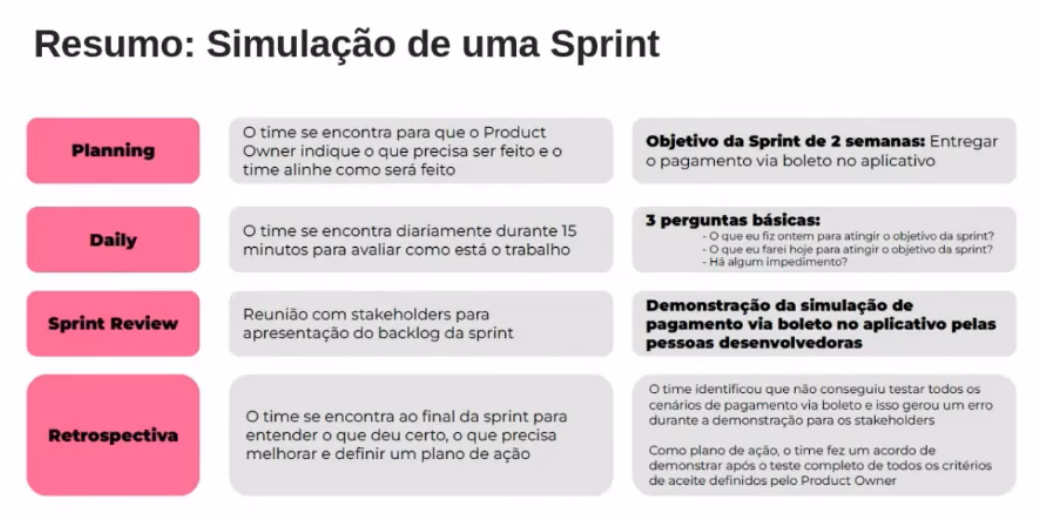 Resumo: Simulação de uma Sprint
Planning
O time se encontra para que o Product
Owner indique o que precisa ser feito e o
time alinhe como será feito
Objetivo da Sprint de 2 semanas: Entregar
o pagamento via boleto no aplicativo
Daily
O time se encontra diariamente durante 15
minutos para avaliar como está o trabalho
3 perguntas básicas:
- O que eu fiz ontem para atingir o objetivo da sprint?
- O que eu farei hoje para atingir o objetivo da sprint?
- Há algum impedimento?
Sprint Review
Reunião com stakeholders para
apresentação do backlog da sprint
Demonstração da simulação de
pagamento via boleto no aplicativo pelas
pessoas desenvolvedoras
Retrospectiva
O time se encontra ao final da sprint para
entender o que deu certo, o que precisa
melhorar e definir um plano de ação
O time identificou que não conseguiu testar todos os
cenários de pagamento via boleto e isso gerou um erro
durante a demonstração para os stakeholders
Como plano de ação, o time fez um acordo de
demonstrar após o teste completo de todos os critérios
de aceite definidos pelo Product Owner